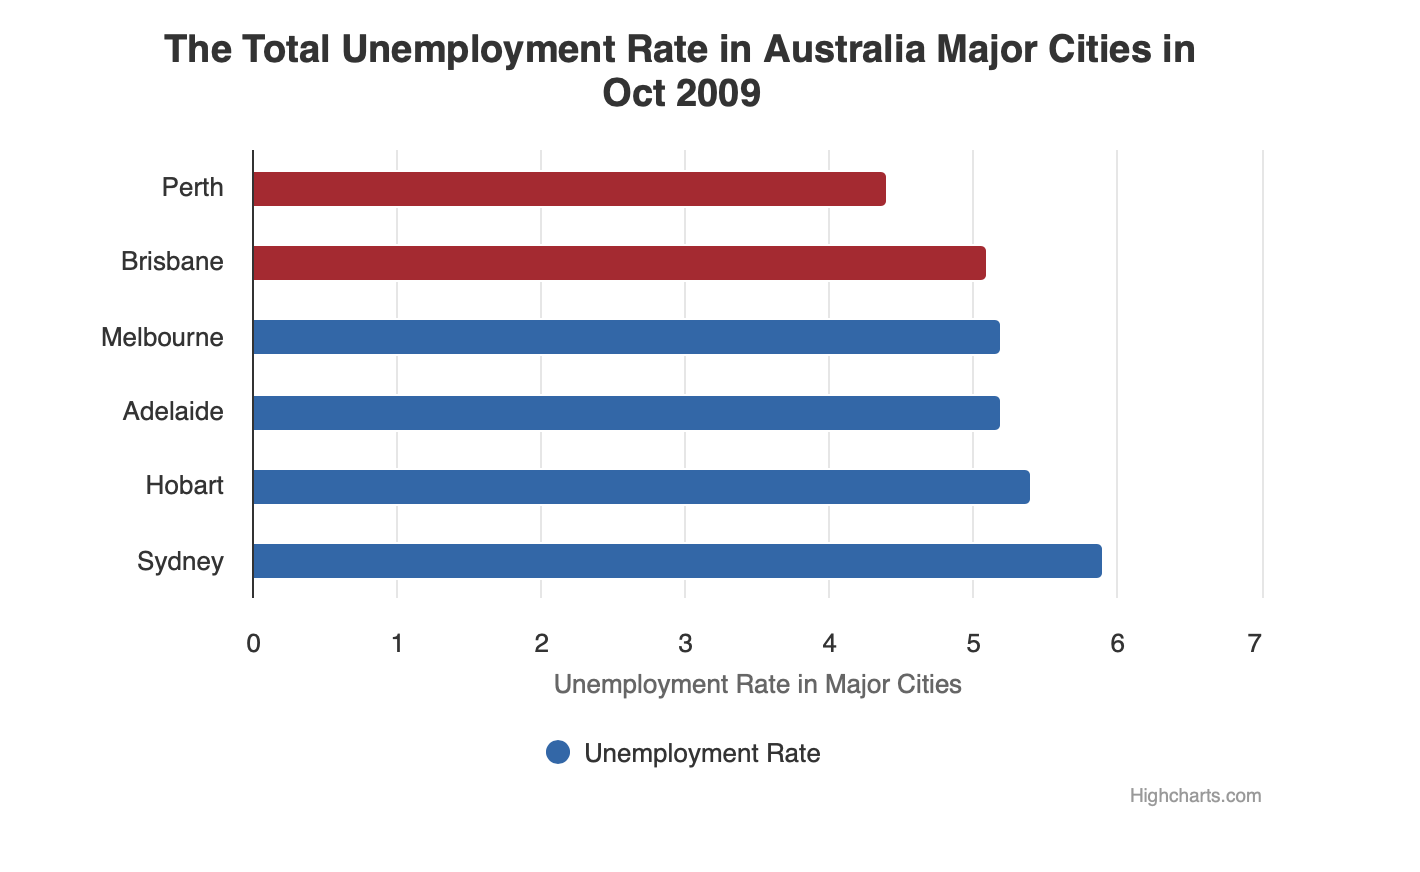 The Total Unemployment Rate in Australia Major Cities in
Oct 2009
Perth
Brisbane
Melbourne
Adelaide
Hobart
Sydney
0 1 2 3 4 5 6 7
Unemployment Rate in Major Cities
Unemployment Rate
Highcharts.com